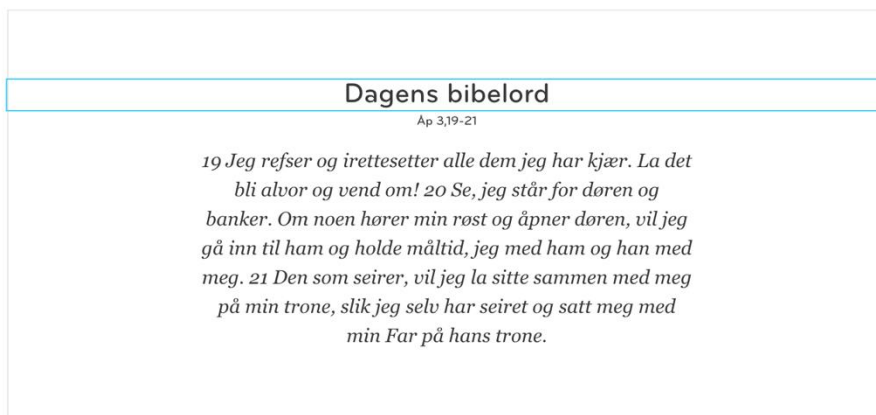 Dagens bibelord
Åp 3,19-21
19 Jeg refser og irettesetter alle dem jeg har kjær. La det
bli alvor og vend om! 20 Se, jeg står for døren og
banker. Om noen hører min røst og åpner døren, vil jeg
gå inn til ham og holde måltid, jeg med ham og han med
meg. 21 Den som seirer, vil jeg la sitte sammen med meg
på min trone, slik jeg selv har seiret og satt meg med
min Far på hans trone.